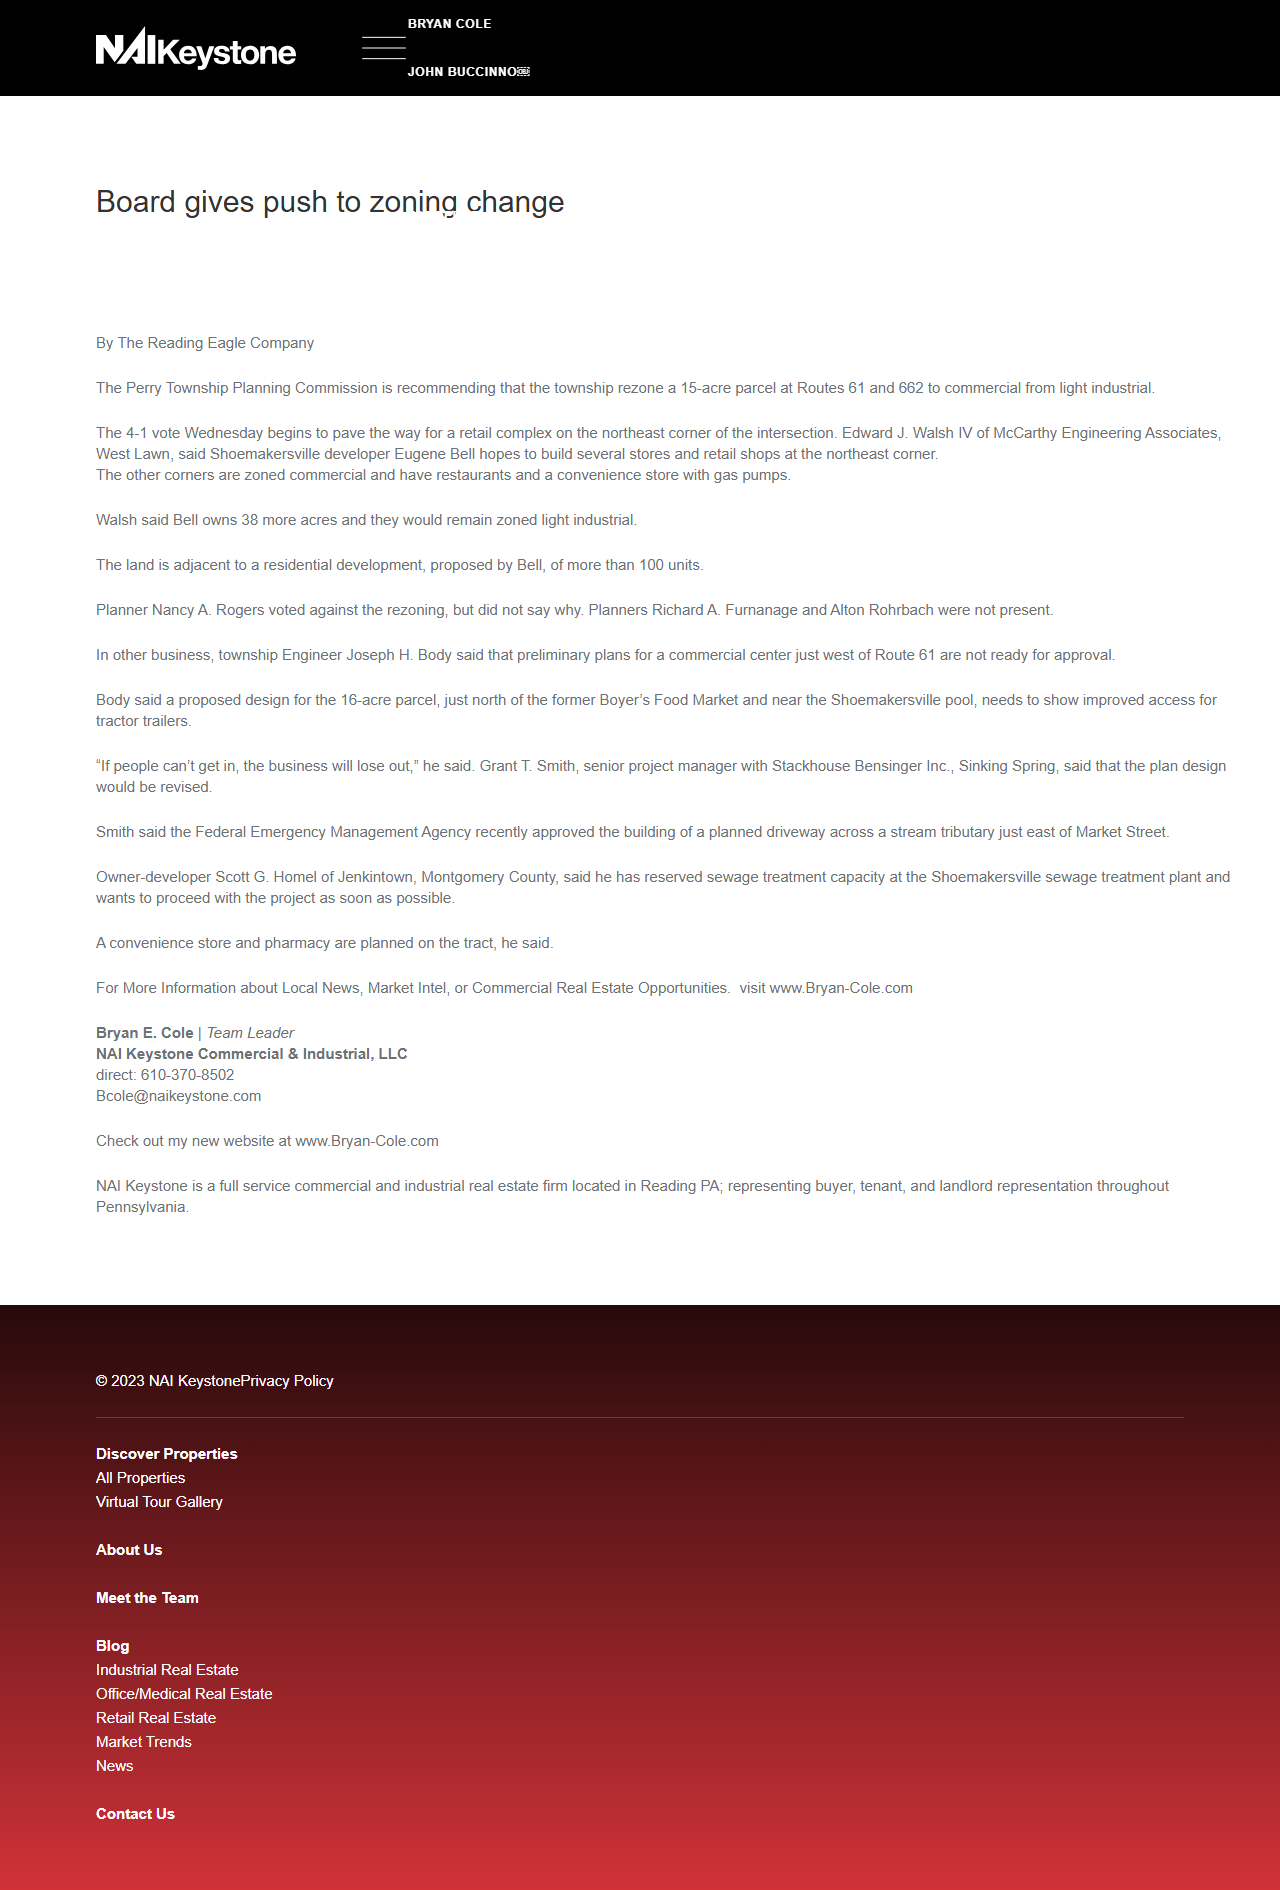 NAIKeystone
BRYAN COLE
JOHN BUCCINNO￼
Board gives push to zoning change
By The Reading Eagle Company
The Perry Township Planning Commission is recommending that the township rezone a 15-acre parcel at Routes 61 and 662 to commercial from light industrial.
The 4-1 vote Wednesday begins to pave the way for a retail complex on the northeast corner of the intersection. Edward J. Walsh IV of McCarthy Engineering Associates,
West Lawn, said Shoemakersville developer Eugene Bell hopes to build several stores and retail shops at the northeast corner.
The other corners are zoned commercial and have restaurants and a convenience store with gas pumps.
Walsh said Bell owns 38 more acres and they would remain zoned light industrial.
The land is adjacent to a residential development, proposed by Bell, of more than 100 units.
Planner Nancy A. Rogers voted against the rezoning, but did not say why. Planners Richard A. Furnanage and Alton Rohrbach were not present.
In other business, township Engineer Joseph H. Body said that preliminary plans for a commercial center just west of Route 61 are not ready for approval.
Body said a proposed design for the 16-acre parcel, just north of the former Boyer’s Food Market and near the Shoemakersville pool, needs to show improved access for
tractor trailers.
“If people can’t get in, the business will lose out,” he said. Grant T. Smith, senior project manager with Stackhouse Bensinger Inc., Sinking Spring, said that the plan design
would be revised.
Smith said the Federal Emergency Management Agency recently approved the building of a planned driveway across a stream tributary just east of Market Street.
Owner-developer Scott G. Homel of Jenkintown, Montgomery County, said he has reserved sewage treatment capacity at the Shoemakersville sewage treatment plant and
wants to proceed with the project as soon as possible.
A convenience store and pharmacy are planned on the tract, he said.
For More Information about Local News, Market Intel, or Commercial Real Estate Opportunities.  visit www.Bryan-Cole.com
Bryan E. Cole | Team Leader
NAI Keystone Commercial & Industrial, LLC
direct: 610-370-8502
Bcole@naikeystone.com
Check out my new website at www.Bryan-Cole.com
NAI Keystone is a full service commercial and industrial real estate firm located in Reading PA; representing buyer, tenant, and landlord representation throughout
Pennsylvania.
© 2023 NAI KeystonePrivacy Policy
Discover Properties
All Properties
Virtual Tour Gallery
About Us
Meet the Team
Blog
Industrial Real Estate
Office/Medical Real Estate
Retail Real Estate
Market Trends
News
Contact Us